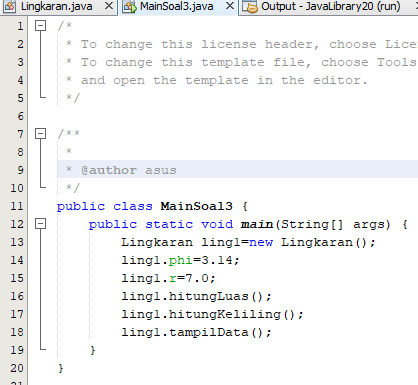 Lingkaran.java MainSoal3.java Output - JavaLibrary20 (run)
1 /*
2 * To change this license header, choose Lice
3 * To change this template file, choose Tools
4 * and open the template in the editor.
5 */
6
7 /**
8 *
9 * @author asus
10 */
11 public class MainSoal3 {
12 public static void main(String[] args) {
13 Lingkaran ling1=new Lingkaran();
14 ling1.phi=3.14;
15 ling1.r=7.0;
16 ling1.hitungLuas();
17 ling1.hitungKeliling();
18 ling1.tampilData();
19 }
20 }